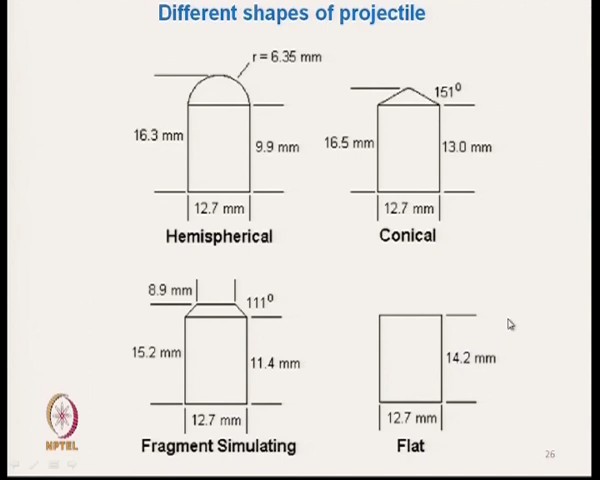 Different shapes of projectile
r = 6.35 mm
16.3 mm
9.9 mm
12.7 mm
Hemispherical
151⁰
16.5 mm
13.0 mm
12.7 mm
Conical
8.9 mm
111⁰
15.2 mm
11.4 mm
12.7 mm
Fragment Simulating
14.2 mm
12.7 mm
Flat
NPTEL
26